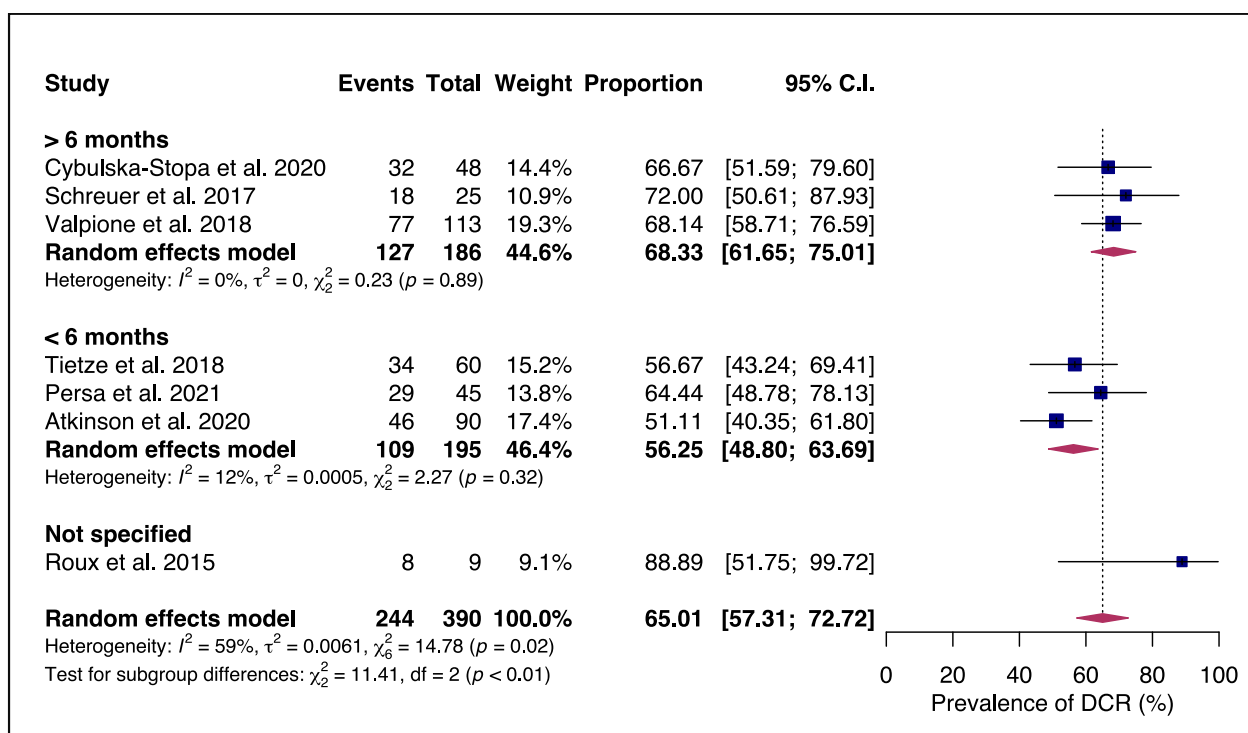 Study Events Total Weight Proportion 95% C.I.
> 6 months
Cybulska-Stopa et al. 2020 32 48 14.4% 66.67 [51.59; 79.60]
Schreuer et al. 2017 18 25 10.9% 72.00 [50.61; 87.93]
Valpione et al. 2018 77 113 19.3% 68.14 [58.71; 76.59]
Random effects model 127 186 44.6% 68.33 [61.65; 75.01]
Heterogeneity: I² = 0%, τ² = 0, χ²₂ = 0.23 (p = 0.89)
< 6 months
Tietze et al. 2018 34 60 15.2% 56.67 [43.24; 69.41]
Persa et al. 2021 29 45 13.8% 64.44 [48.78; 78.13]
Atkinson et al. 2020 46 90 17.4% 51.11 [40.35; 61.80]
Random effects model 109 195 46.4% 56.25 [48.80; 63.69]
Heterogeneity: I² = 12%, τ² = 0.0005, χ²₂ = 2.27 (p = 0.32)
Not specified
Roux et al. 2015 8 9 9.1% 88.89 [51.75; 99.72]
Random effects model 244 390 100.0% 65.01 [57.31; 72.72]
Heterogeneity: I² = 59%, τ² = 0.0061, χ²₆ = 14.78 (p = 0.02)
Test for subgroup differences: χ²₂ = 11.41, df = 2 (p < 0.01)
0 20 40 60 80 100
Prevalence of DCR (%)